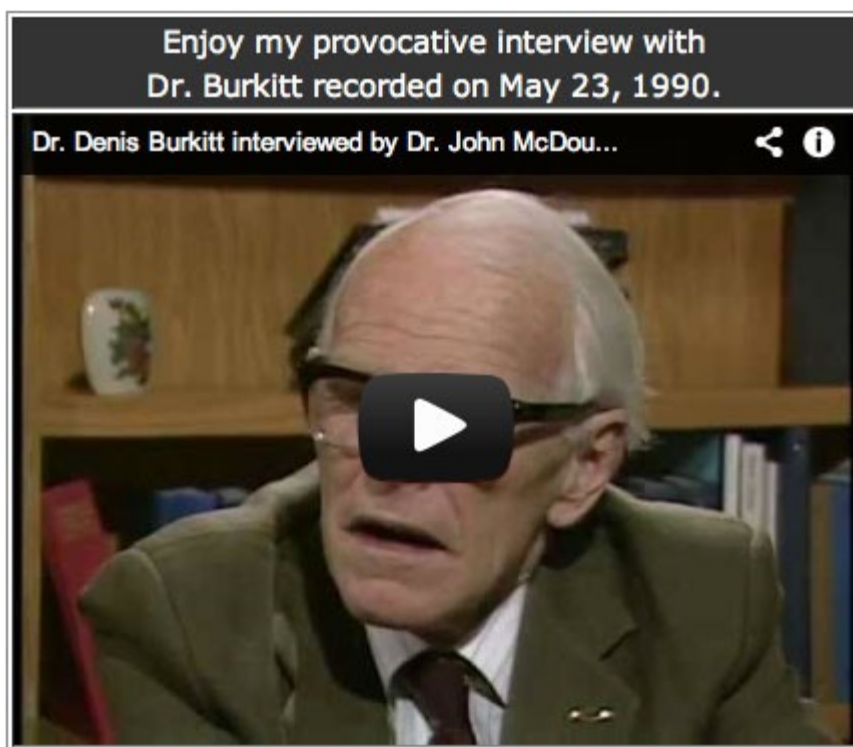 Enjoy my provocative interview with
Dr. Burkitt recorded on May 23, 1990.
Dr. Denis Burkitt interviewed by Dr. John McDou...